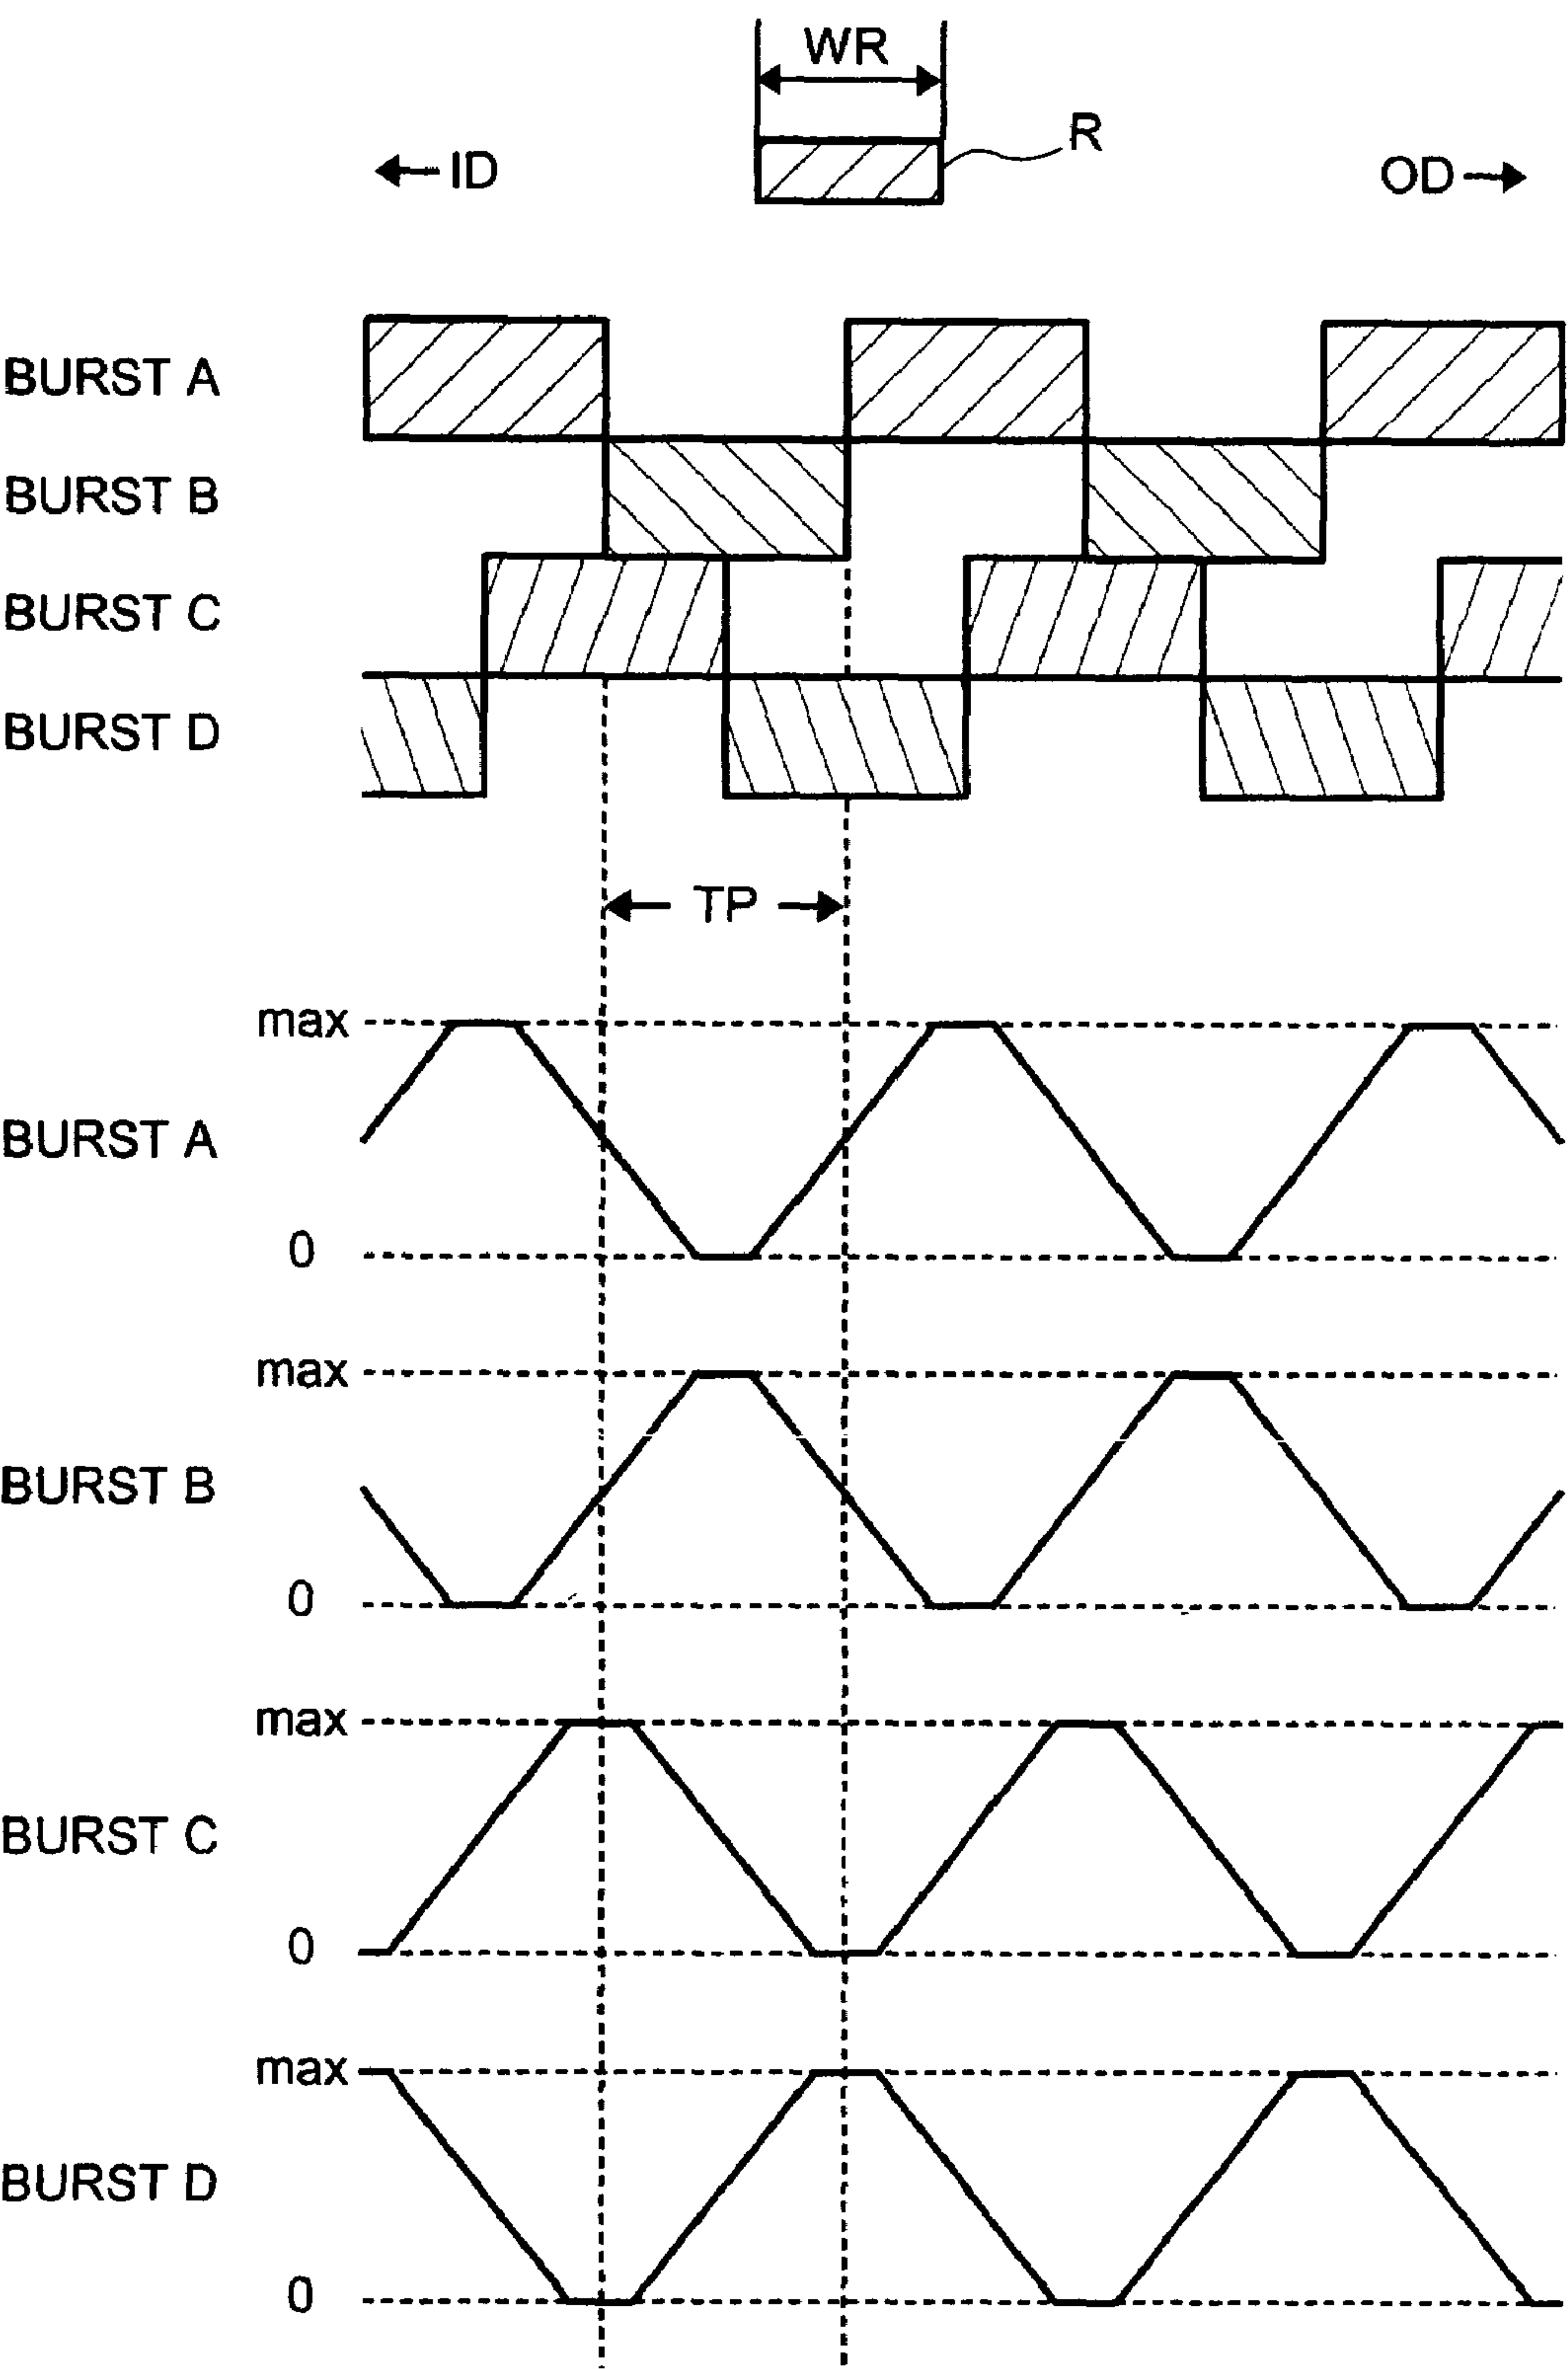 WR
R
← ID
OD →
BURST A
BURST B
BURST C
BURST D
← TP →
max
BURST A
0
max
BURST B
0
max
BURST C
0
max
BURST D
0